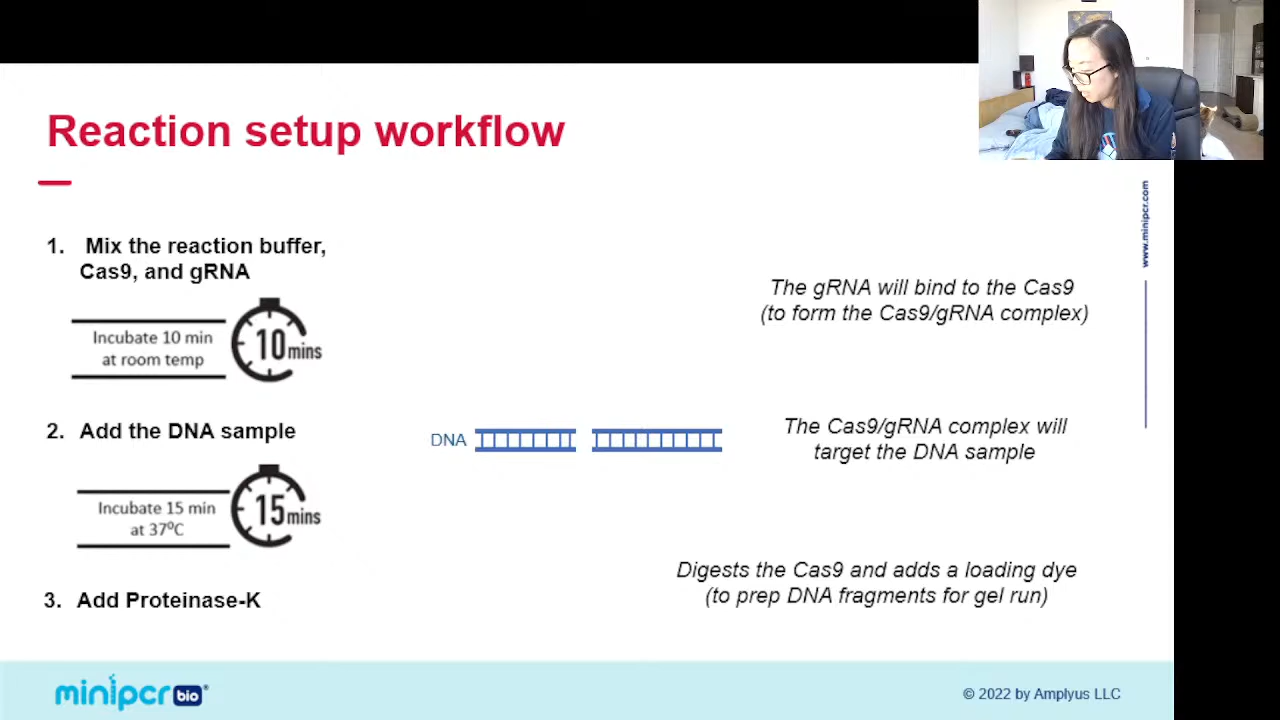 Reaction setup workflow
www.minipcr.com
1. Mix the reaction buffer,
Cas9, and gRNA
Incubate 10 min
at room temp
10 mins
The gRNA will bind to the Cas9
(to form the Cas9/gRNA complex)
2. Add the DNA sample
Incubate 15 min
at 37⁰C
15 mins
DNA
The Cas9/gRNA complex will
target the DNA sample
3. Add Proteinase-K
Digests the Cas9 and adds a loading dye
(to prep DNA fragments for gel run)
minipcr bio®
© 2022 by Amplyus LLC